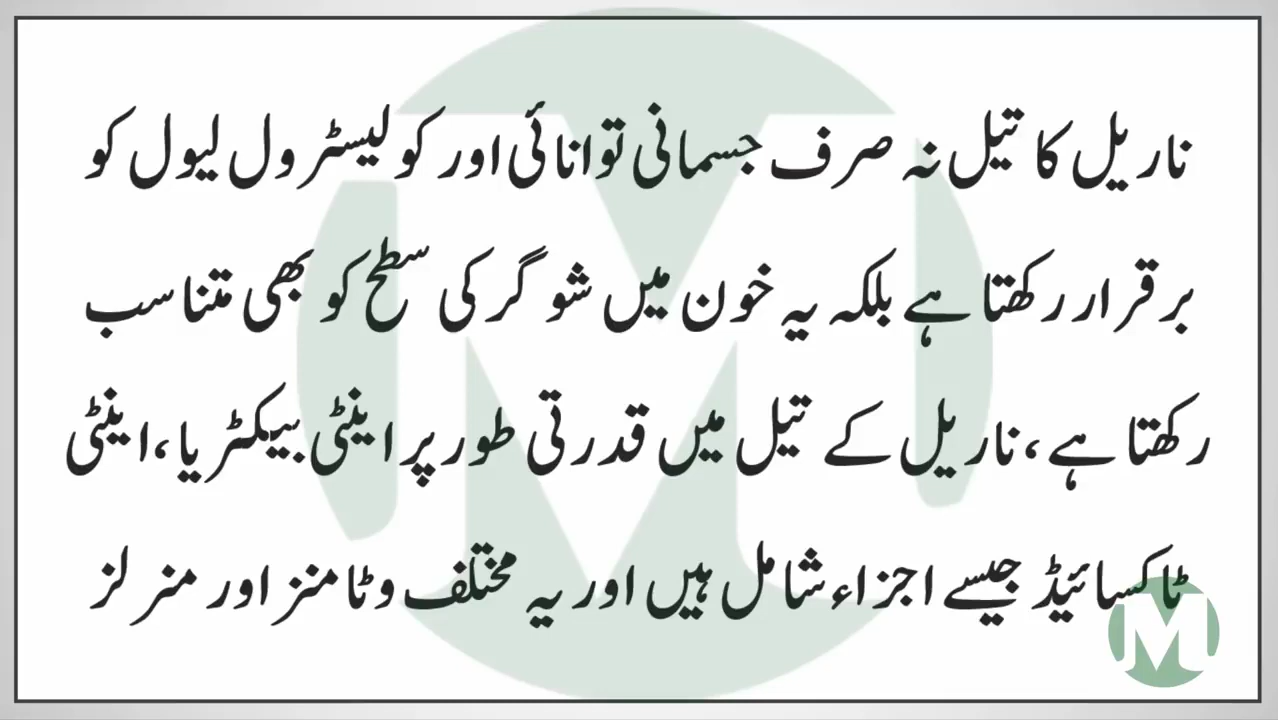 ناریل کا تیل نہ صرف جسمانی توانائی اور کولیسٹرول لیول کو
برقرار رکھتا ہے بلکہ یہ خون میں شوگر کی سطح کو بھی متناسب
رکھتا ہے، ناریل کے تیل میں قدرتی طور پر اینٹی بیکٹریا، اینٹی
ٹاکسائیڈ جیسے اجزاء شامل ہیں اور یہ مختلف وٹامنز اور منرلز
M